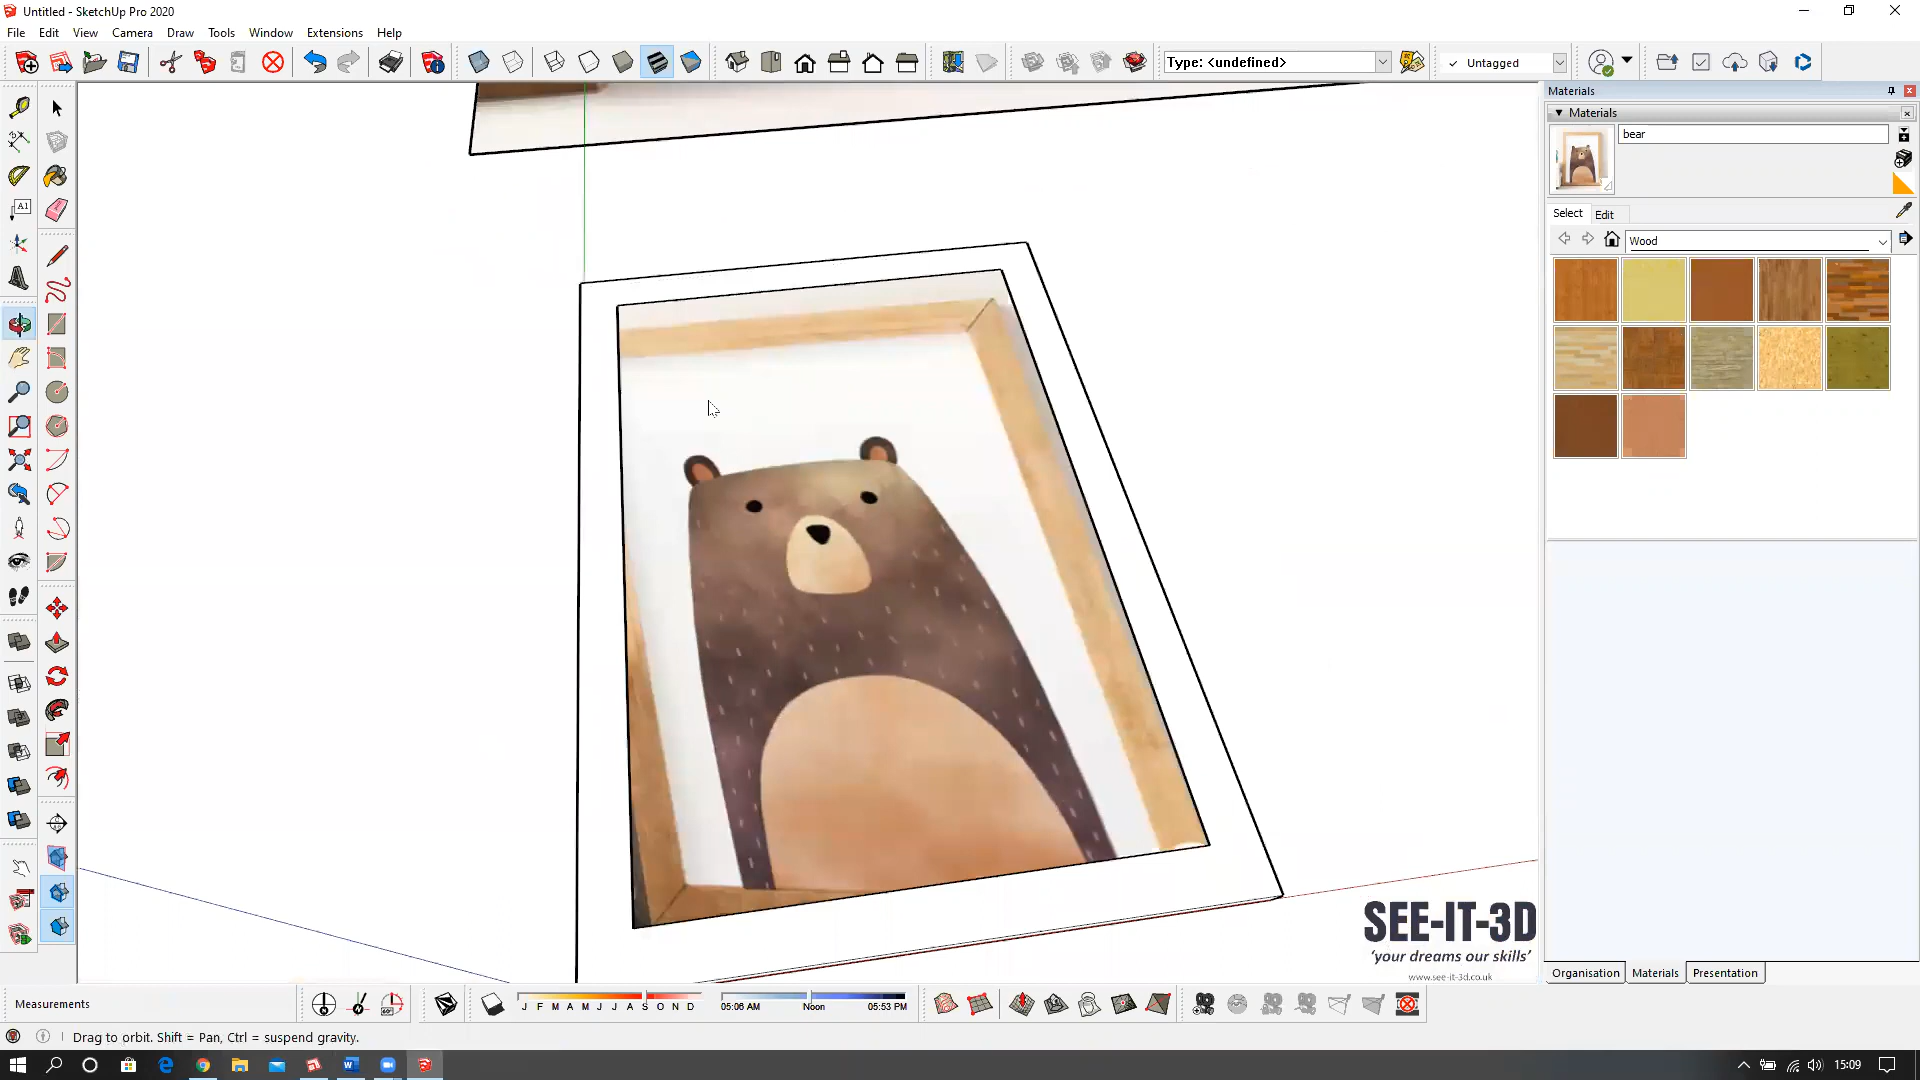 Untitled - SketchUp Pro 2020
File Edit View Camera Draw Tools Window Extensions Help
Type: <undefined>
Untagged
Materials
Materials
bear
Select Edit
Wood
A1
SEE-IT-3D
‘your dreams our skills’
www.see-it-3d.co.uk
Organisation Materials Presentation
Measurements
J F M A M J J A S O N D
05:06 AM Noon 05:53 PM
Drag to orbit. Shift = Pan, Ctrl = suspend gravity.
15:09